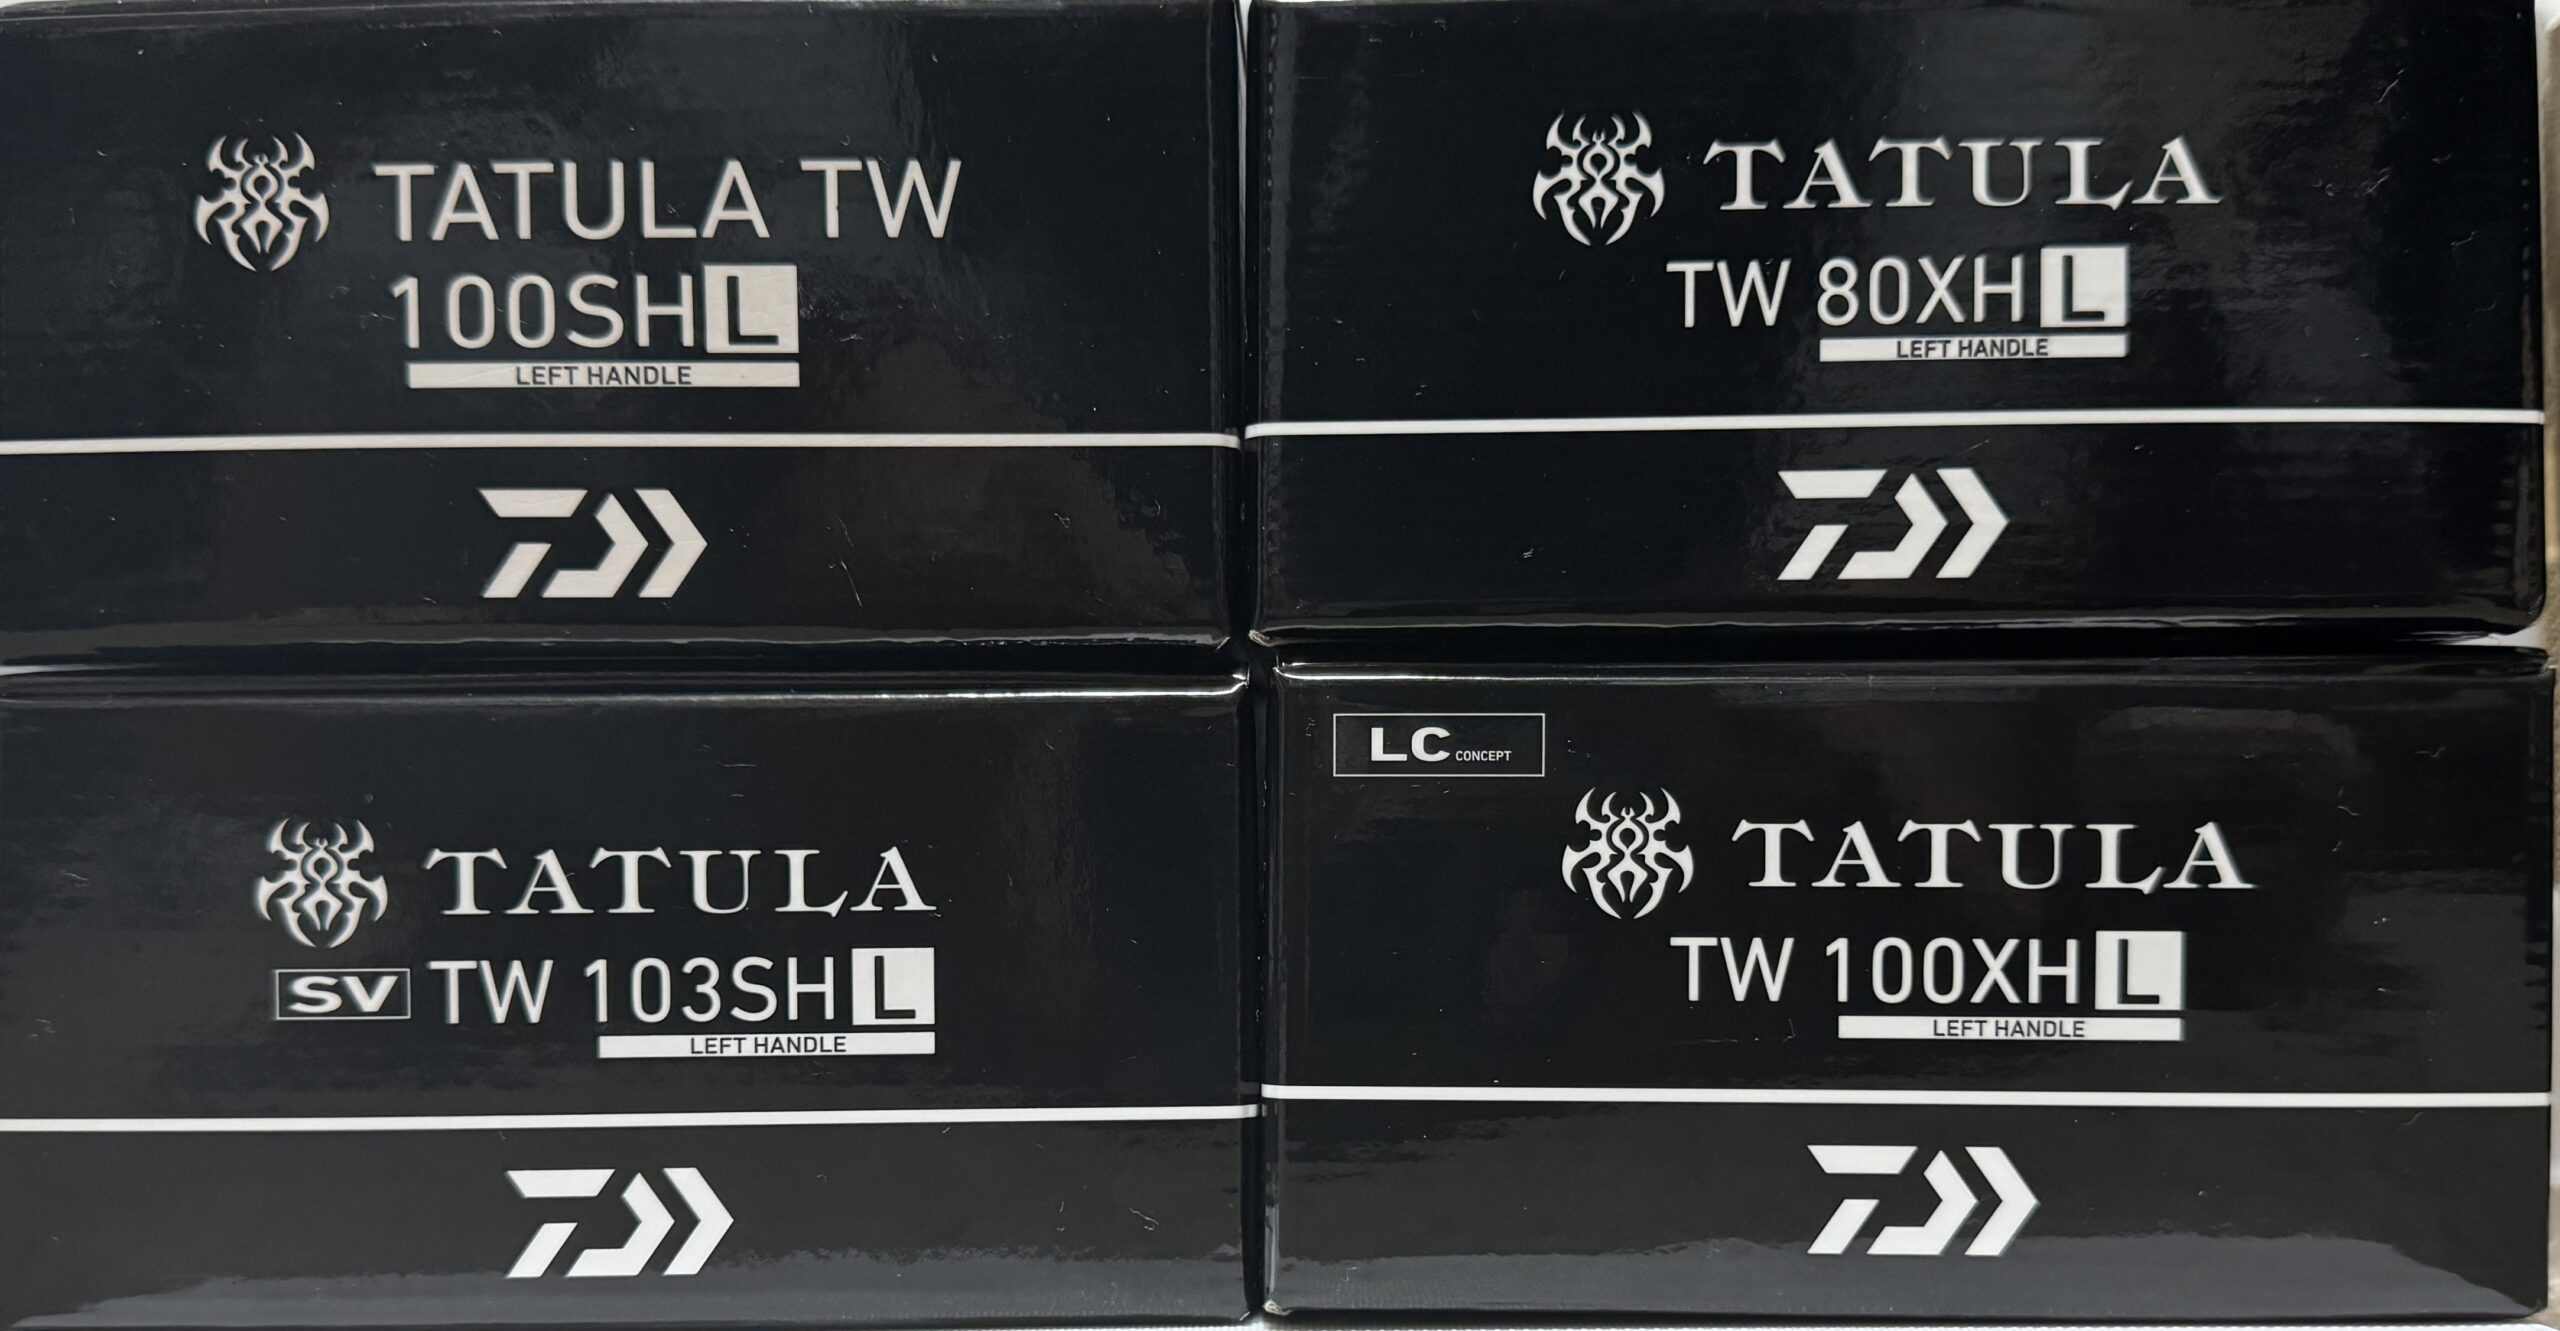 TATULA TW
100SHL
LEFT HANDLE
TATULA
TW 80XHL
LEFT HANDLE
TATULA
SV TW 103SHL
LEFT HANDLE
LC CONCEPT
TATULA
TW 100XHL
LEFT HANDLE